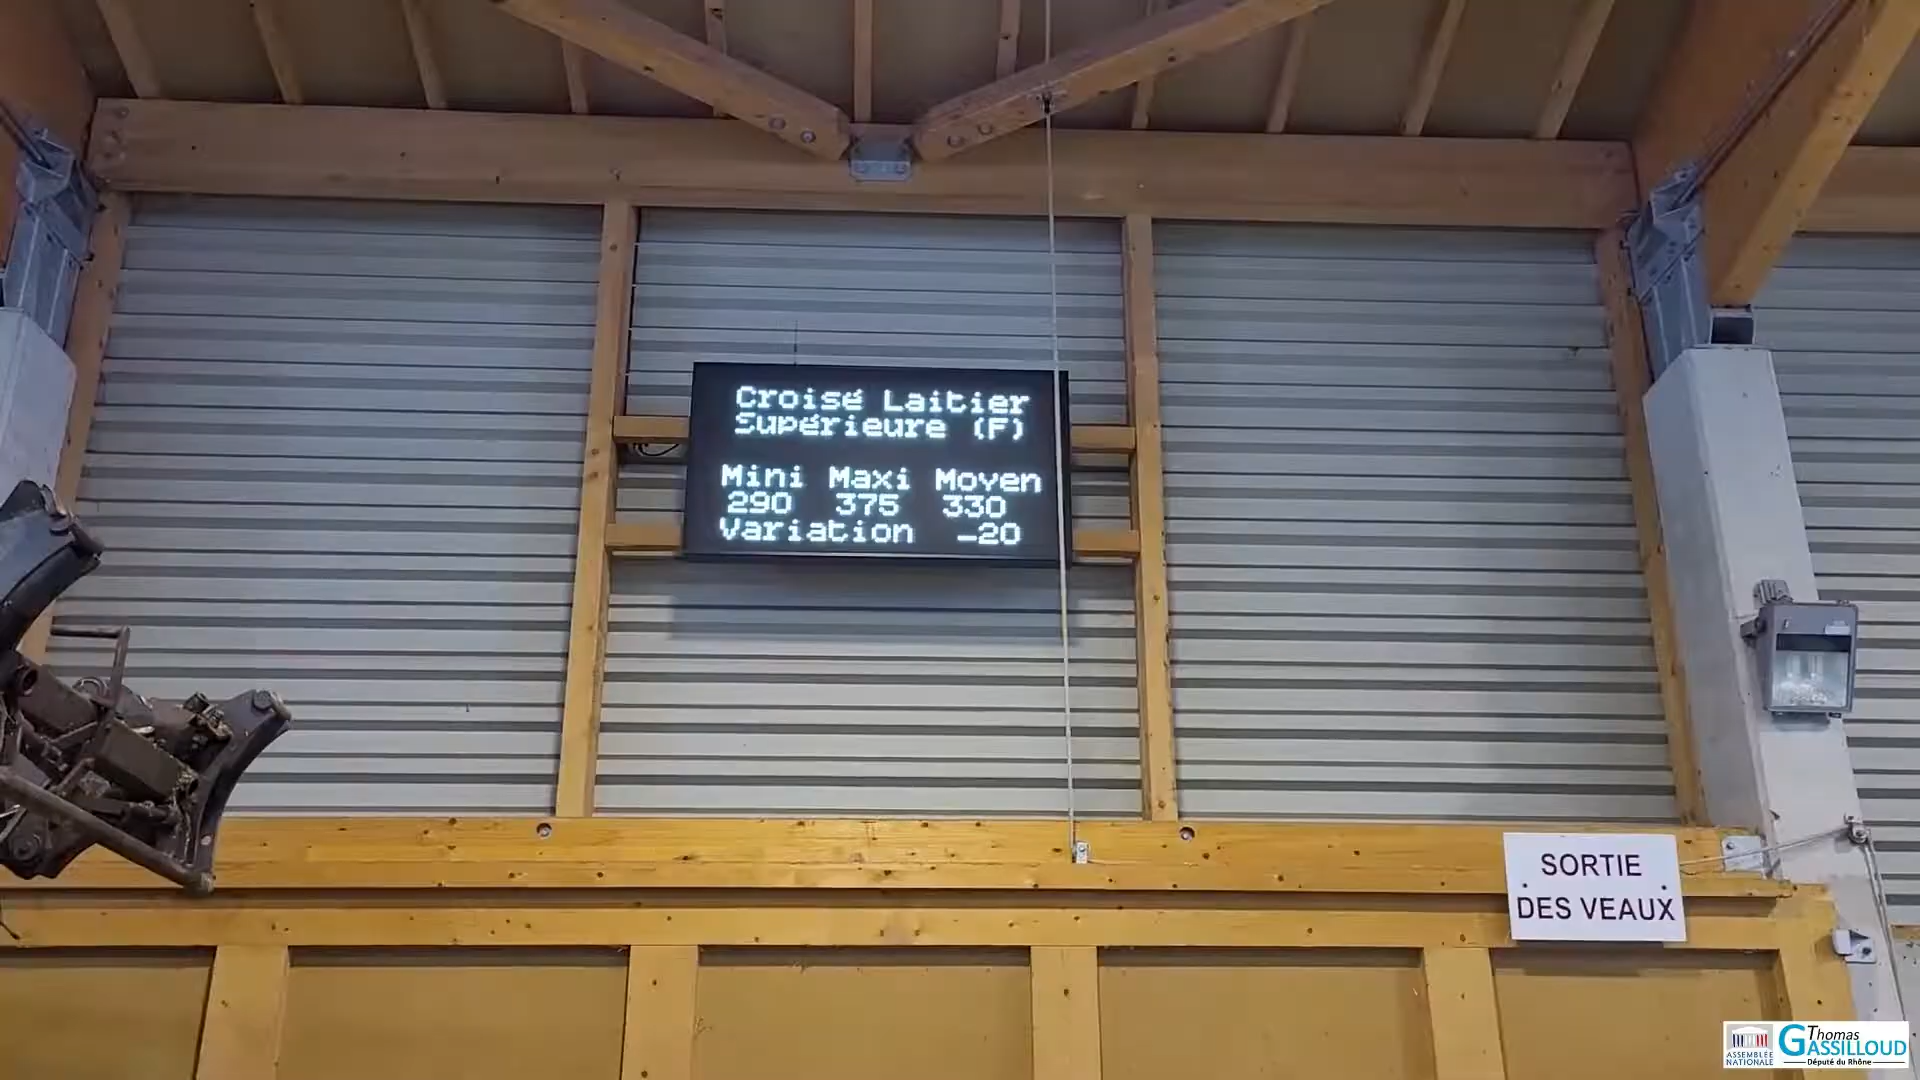 Croisé Laitier
Supérieure (F)
Mini Maxi Moyen
290 375 330
Variation -20
SORTIE
DES VEAUX
ASSEMBLÉE
NATIONALE
Thomas
GASSILLOUD
Député du Rhône